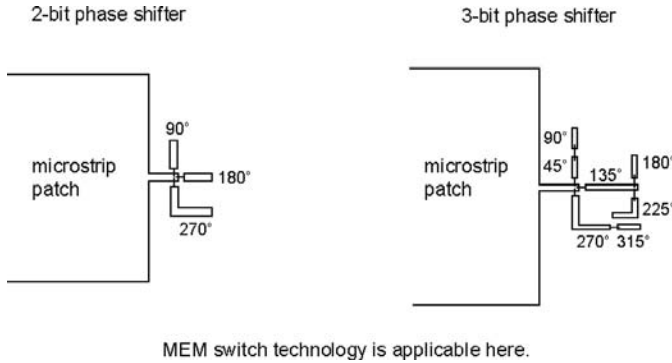 2-bit phase shifter
3-bit phase shifter
microstrip
patch
90°
180°
270°
microstrip
patch
90°
45°
135°
180°
225°
270° 315°
MEM switch technology is applicable here.